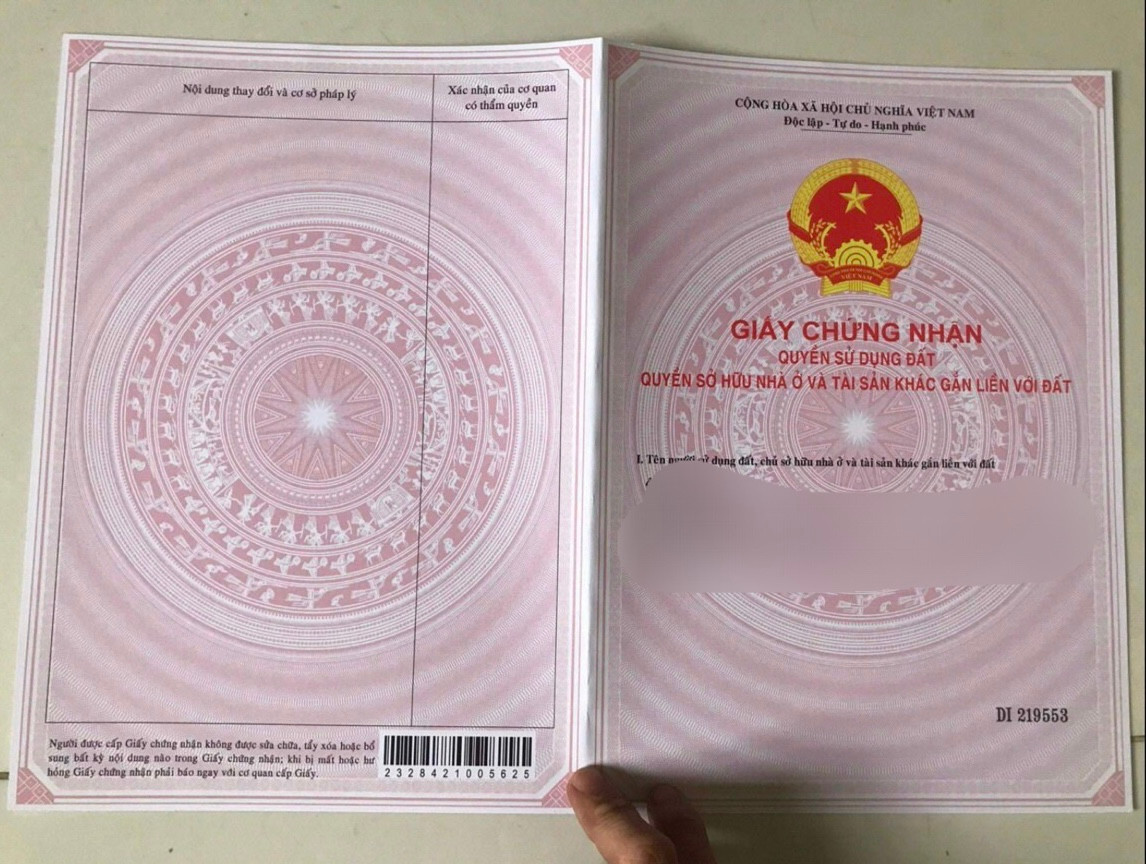 Nội dung thay đổi và cơ sở pháp lý
Xác nhận của cơ quan
có thẩm quyền
Người được cấp Giấy chứng nhận không được sửa chữa, tẩy xóa hoặc bổ
sung bất kỳ nội dung nào trong Giấy chứng nhận; khi bị mất hoặc hư
hỏng Giấy chứng nhận phải báo ngay với cơ quan cấp Giấy.
2328421005625
CỘNG HÒA XÃ HỘI CHỦ NGHĨA VIỆT NAM
Độc lập - Tự do - Hạnh phúc
VIỆT NAM
GIẤY CHỨNG NHẬN
QUYỀN SỬ DỤNG ĐẤT
QUYỀN SỞ HỮU NHÀ Ở VÀ TÀI SẢN KHÁC GẮN LIỀN VỚI ĐẤT
I. Tên dụng đất, chủ sở hữu nhà ở và tài sản khác gắn liền với đất
DI 219553